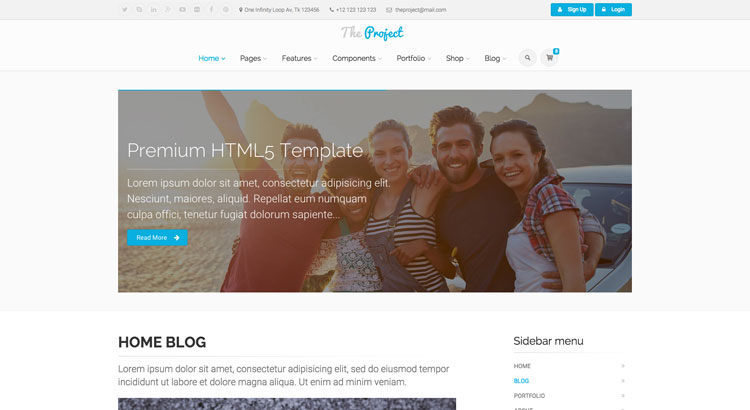 One Infinity Loop Av, Tk 123456 +12 123 123 123 theproject@mail.com Sign Up Login
The Project
Home Pages Features Components Portfolio Shop Blog
Premium HTML5 Template
Lorem ipsum dolor sit amet, consectetur adipisicing elit.
Nesciunt, maiores, aliquid. Repellat eum numquam
culpa offici, tenetur fugiat dolorum sapiente...
Read More
HOME BLOG
Lorem ipsum dolor sit amet, consectetur adipisicing elit, sed do eiusmod tempor
incididunt ut labore et dolore magna aliqua. Ut enim ad minim veniam.
Sidebar menu
HOME
BLOG
PORTFOLIO